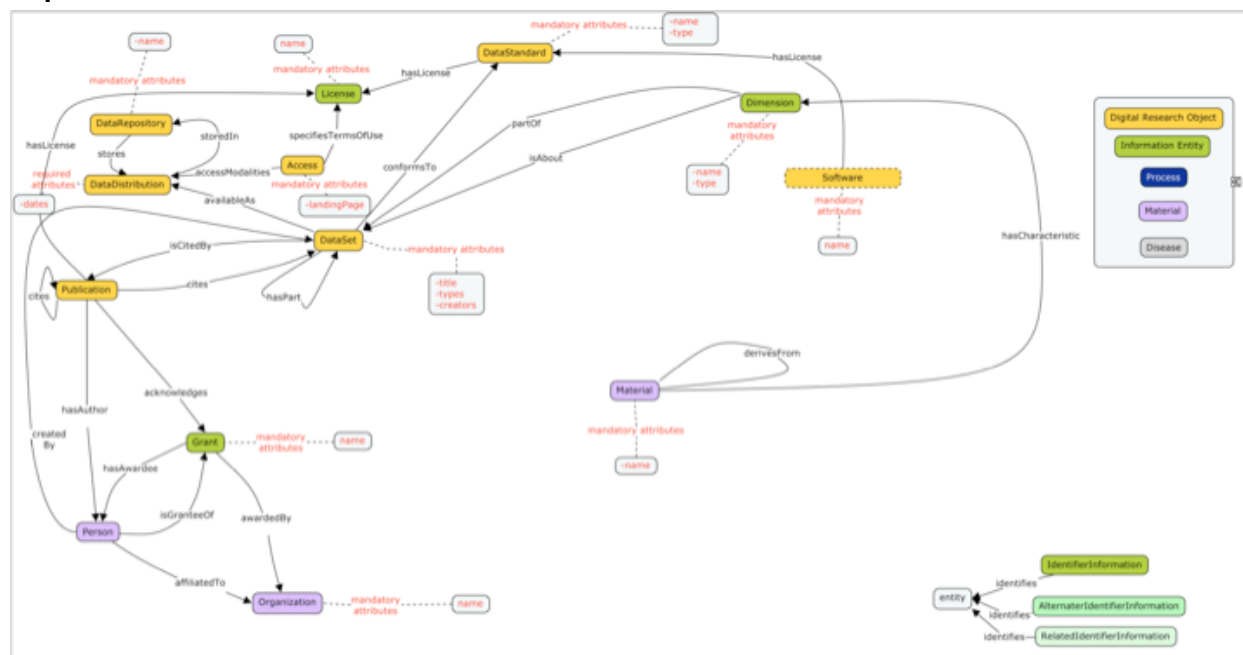 mandatory attributes
-name
-type
-name
name
mandatory attributes
DataStandard
hasLicense
hasLicense
mandatory attributes
License
Dimension
Digital Research Object
DataRepository
storedIn
specifiesTermsOfUse
partOf
mandatory
attributes
Information Entity
hasLicense
stores
Access
conformsTo
isAbout
Process
required
attributes
DataDistribution
accessModalities
mandatory attributes
-name
-type
Software
-dates
availableAs
-landingPage
mandatory
attributes
Material
DataSet
isCitedBy
mandatory attributes
name
hasCharacteristic
Disease
cites
Publication
cites
hasPart
-title
-types
-creators
derivesFrom
Material
acknowledges
hasAuthor
mandatory attributes
created
By
Grant
mandatory
attributes
name
hasAwardee
-name
isGranteeOf
awardedBy
Person
affiliatedTo
Organization
mandatory
attributes
name
IdentifierInformation
identifies
entity
AlternaterIdentifierInformation
identifies
identifies
RelatedIdentifierInformation